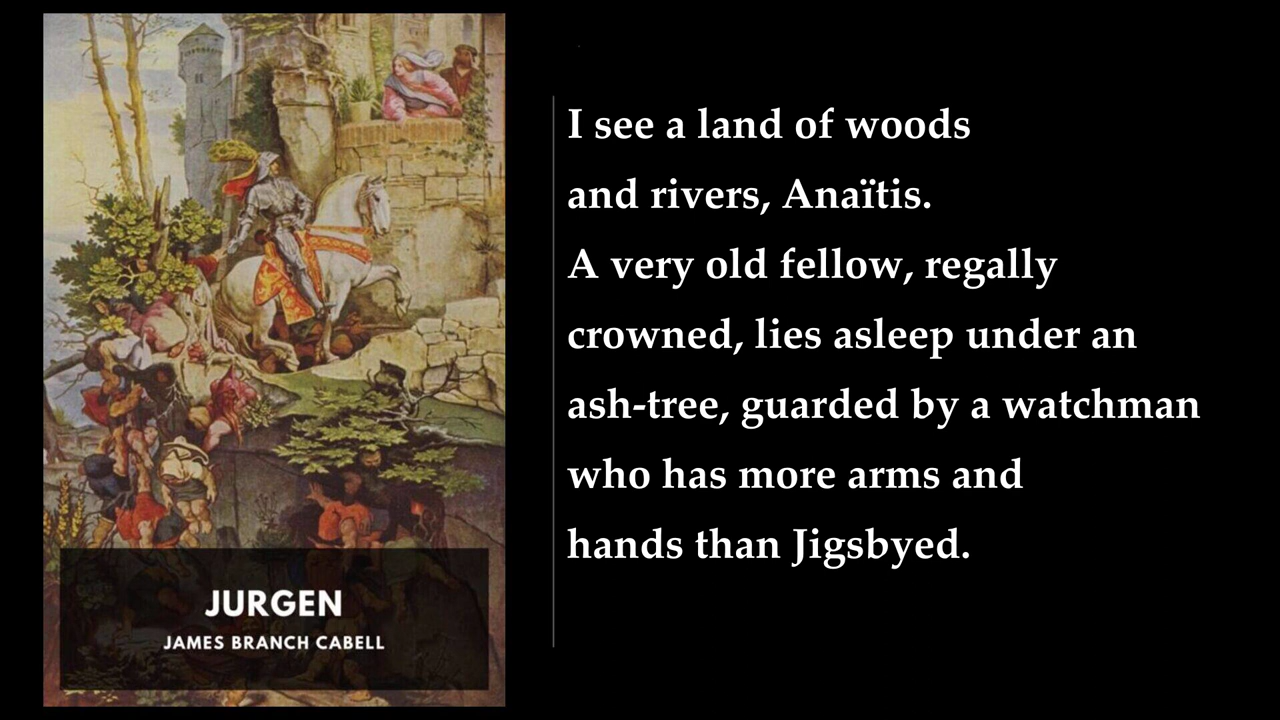 I see a land of woods
and rivers, Anaïtis.
A very old fellow, regally
crowned, lies asleep under an
ash-tree, guarded by a watchman
who has more arms and
hands than Jigsbyed.
JURGEN
JAMES BRANCH CABELL